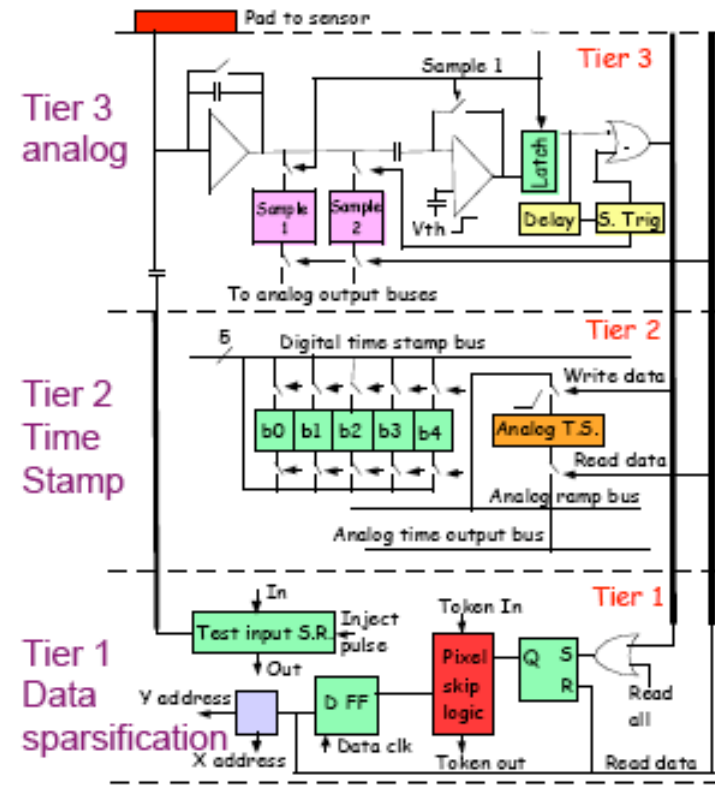 Pad to sensor
Tier 3
analog
Sample 1
Tier 3
Latch
Sample
1
Sample
2
Vth
Delay
S. Trig
To analog output buses
Tier 2
Time
Stamp
5
Digital time stamp bus
Tier 2
Write data
b0 b1 b2 b3 b4
Analog T.S.
Read data
Analog ramp bus
Analog time output bus
Tier 1
Data
sparsification
In
Token In
Tier 1
Test input S.R.
Inject
pulse
Out
Pixel
skip
logic
Q S
R
Read
all
Y address
D FF
X address
Data clk
Token out
Read data